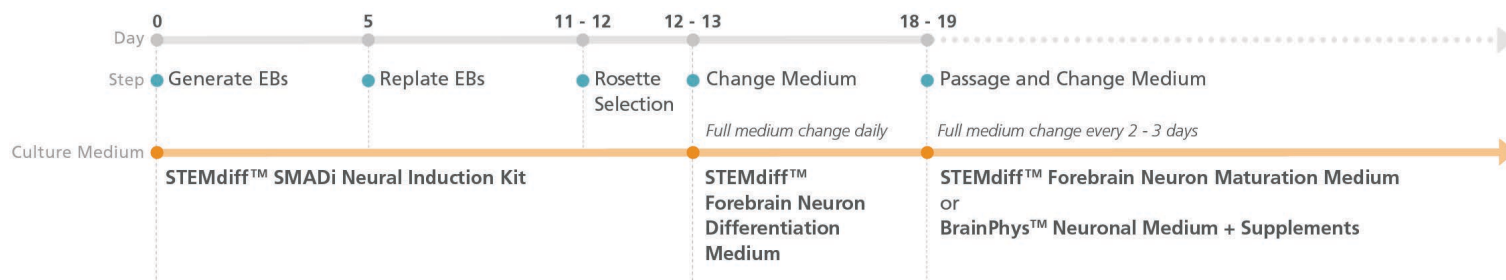 0 5 11 - 12 12 - 13 18 - 19
Day
Step Generate EBs Replate EBs Rosette Change Medium Passage and Change Medium
Selection
Full medium change daily Full medium change every 2 - 3 days
Culture Medium
STEMdiff™ SMADi Neural Induction Kit STEMdiff™ STEMdiff™ Forebrain Neuron Maturation Medium
Forebrain Neuron or
Differentiation BrainPhys™ Neuronal Medium + Supplements
Medium